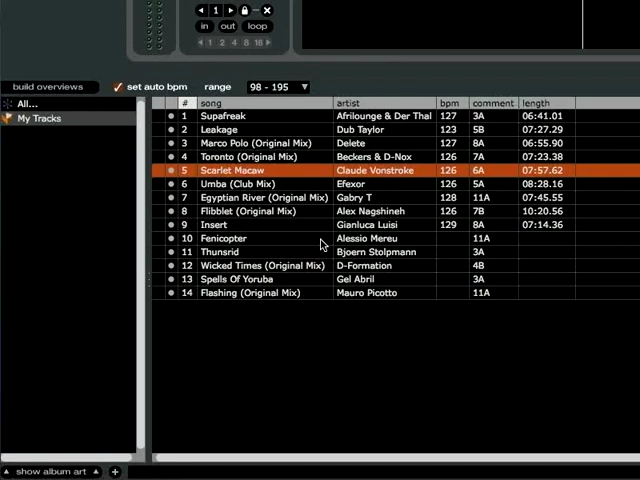 1
in out loop
1 2 4 8 16
build overviews set auto bpm range 98 - 195
All...
My Tracks
# song artist bpm comment length
1 Supafreak Afrilounge & Der Thal 127 3A 06:41.01
2 Leakage Dub Taylor 123 5B 07:27.29
3 Marco Polo (Original Mix) Delete 127 8A 06:55.90
4 Toronto (Original Mix) Beckers & D-Nox 126 7A 07:23.38
5 Scarlet Macaw Claude Vonstroke 126 6A 07:57.62
6 Umba (Club Mix) Efexor 126 5A 08:28.16
7 Egyptian River (Original Mix) Gabry T 128 11A 07:45.55
8 Flibblet (Original Mix) Alex Nagshineh 126 7B 10:20.56
9 Insert Gianluca Luisi 129 8A 07:14.36
10 Fenicopter Alessio Mereu 11A
11 Thunsrid Bjoern Stolpmann 3A
12 Wicked Times (Original Mix) D-Formation 4B
13 Spells Of Yoruba Gel Abril 3A
14 Flashing (Original Mix) Mauro Picotto 11A
show album art